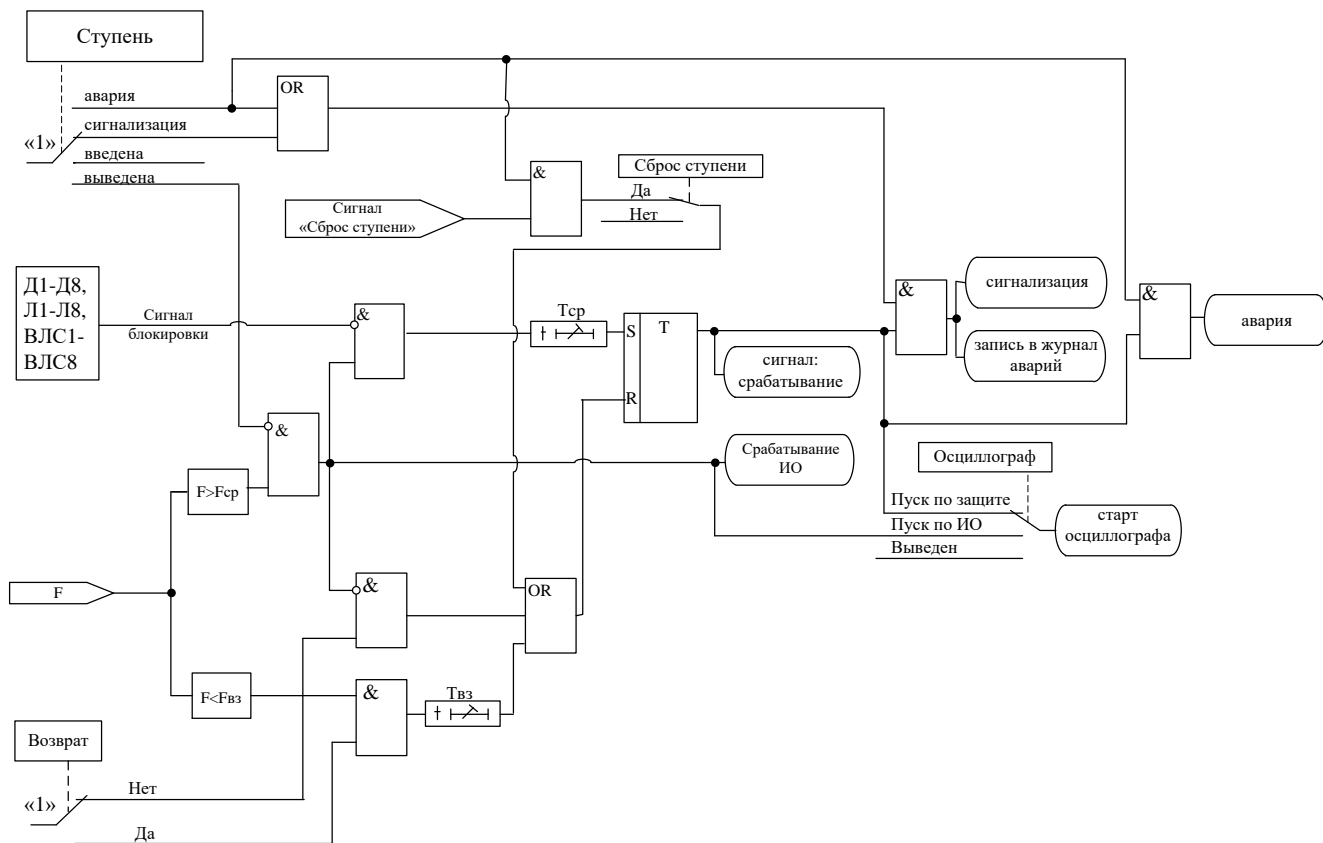 Ступень
авария
OR
сигнализация
«1»
введена
выведена
&
Сброс ступени
Да
Нет
Сигнал
«Сброс ступени»
Д1-Д8,
Л1-Л8,
ВЛС1-
ВЛС8
Сигнал
блокировки
&
Тср
S
T
R
сигнал:
срабатывание
&
сигнализация
запись в журнал
аварий
&
авария
&
F>Fср
Срабатывание
ИО
Осциллограф
Пуск по защите
Пуск по ИО
Выведен
старт
осциллографа
F
&
OR
F<Fвз
&
Твз
Возврат
«1»
Нет
Да